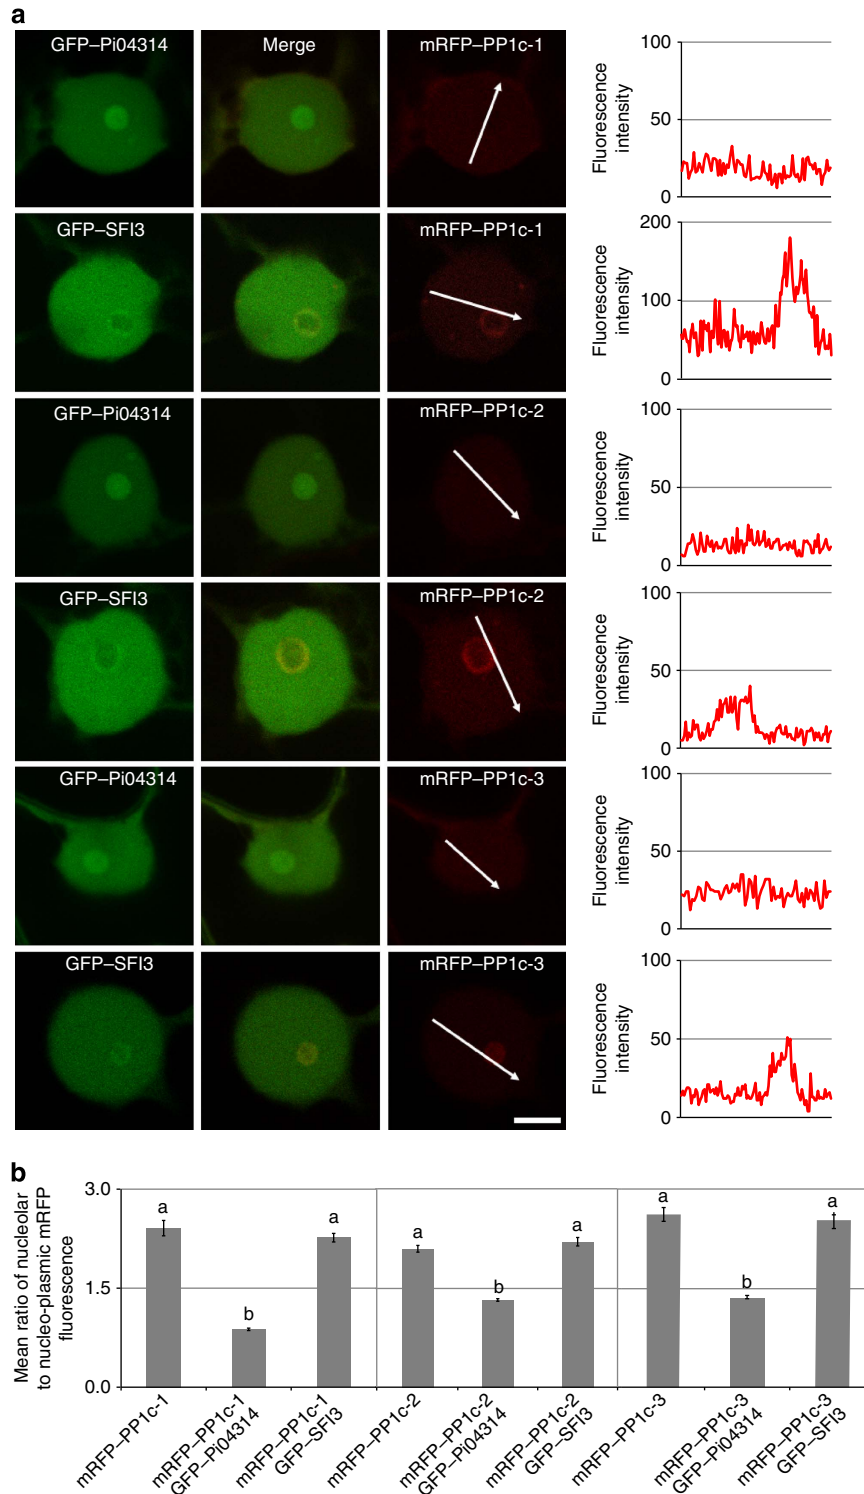 a
GFP–Pi04314
Merge
mRFP–PP1c-1
Fluorescence
intensity
100
50
0
GFP–SFI3
mRFP–PP1c-1
Fluorescence
intensity
200
100
0
GFP–Pi04314
mRFP–PP1c-2
Fluorescence
intensity
100
50
0
GFP–SFI3
mRFP–PP1c-2
Fluorescence
intensity
100
50
0
GFP–Pi04314
mRFP–PP1c-3
Fluorescence
intensity
100
50
0
GFP–SFI3
mRFP–PP1c-3
Fluorescence
intensity
100
50
0
b
Mean ratio of nucleolar
to nucleo-plasmic mRFP
fluorescence
3.0
1.5
0.0
a
b
a
a
b
a
a
b
a
mRFP–PP1c-1
mRFP–PP1c-1
GFP–Pi04314
mRFP–PP1c-1
GFP–SFI3
mRFP–PP1c-2
mRFP–PP1c-2
GFP–Pi04314
mRFP–PP1c-2
GFP–SFI3
mRFP–PP1c-3
mRFP–PP1c-3
GFP–Pi04314
mRFP–PP1c-3
GFP–SFI3